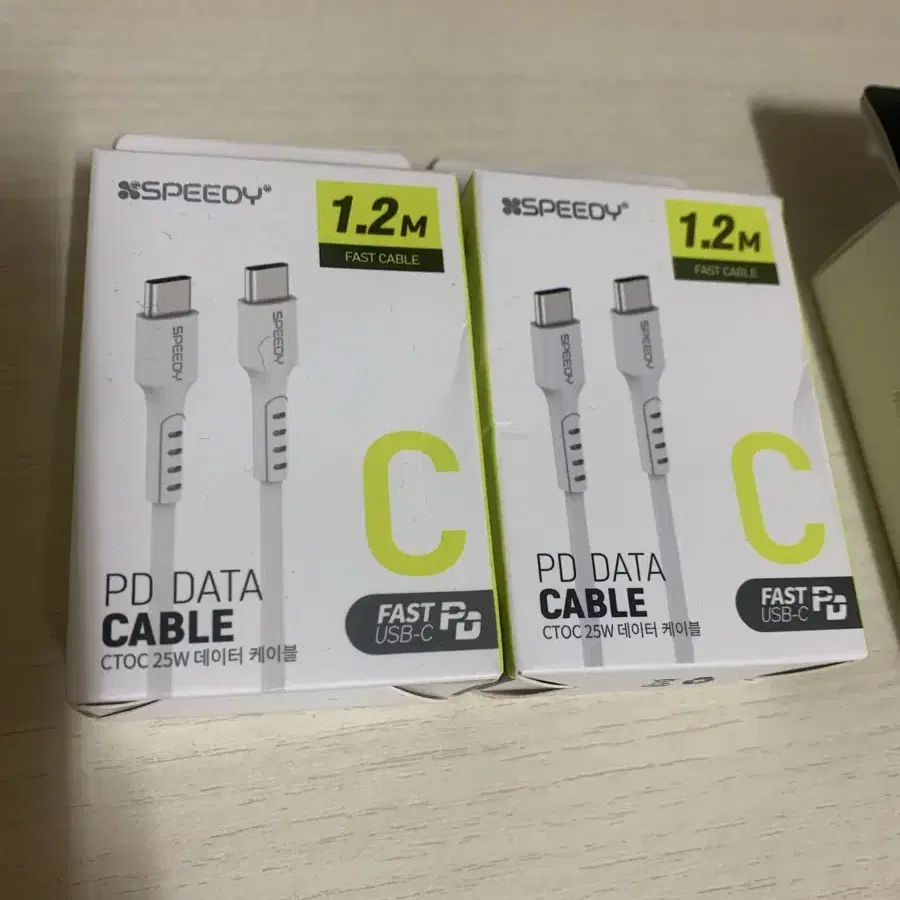 SPEEDY®
1.2M
FAST CABLE
SPEEDY
SPEEDY
C
PD DATA
CABLE
CTOC 25W 데이터 케이블
FAST
USB-C
PD
SPEEDY®
1.2M
FAST CABLE
SPEEDY
SPEEDY
C
PD DATA
CABLE
CTOC 25W 데이터 케이블
FAST
USB-C
PD